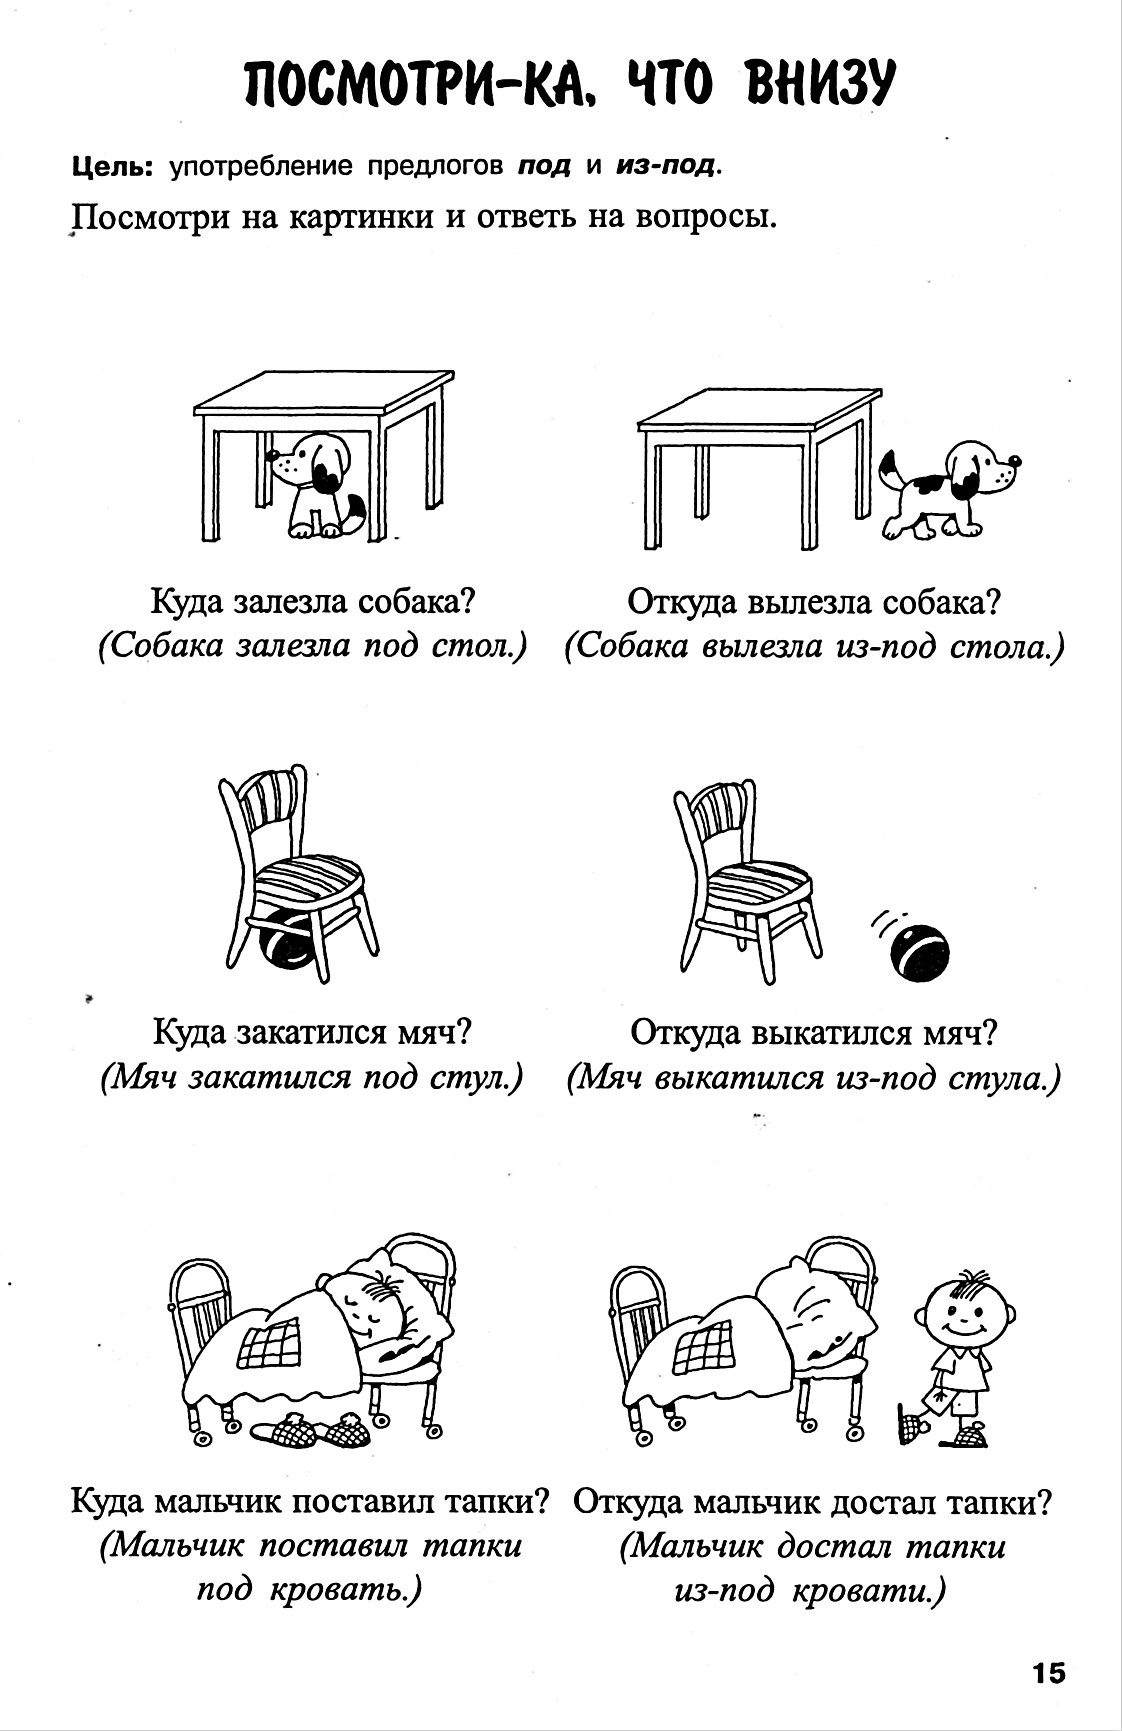 ПОСМОТРИ-КА, ЧТО ВНИЗУ
Цель: употребление предлогов под и из-под.
Посмотри на картинки и ответь на вопросы.
Куда залезла собака?
(Собака залезла под стол.)
Откуда вылезла собака?
(Собака вылезла из-под стола.)
Куда закатился мяч?
(Мяч закатился под стул.)
Откуда выкатился мяч?
(Мяч выкатился из-под стула.)
Куда мальчик поставил тапки?
(Мальчик поставил тапки
под кровать.)
Откуда мальчик достал тапки?
(Мальчик достал тапки
из-под кровати.)
15